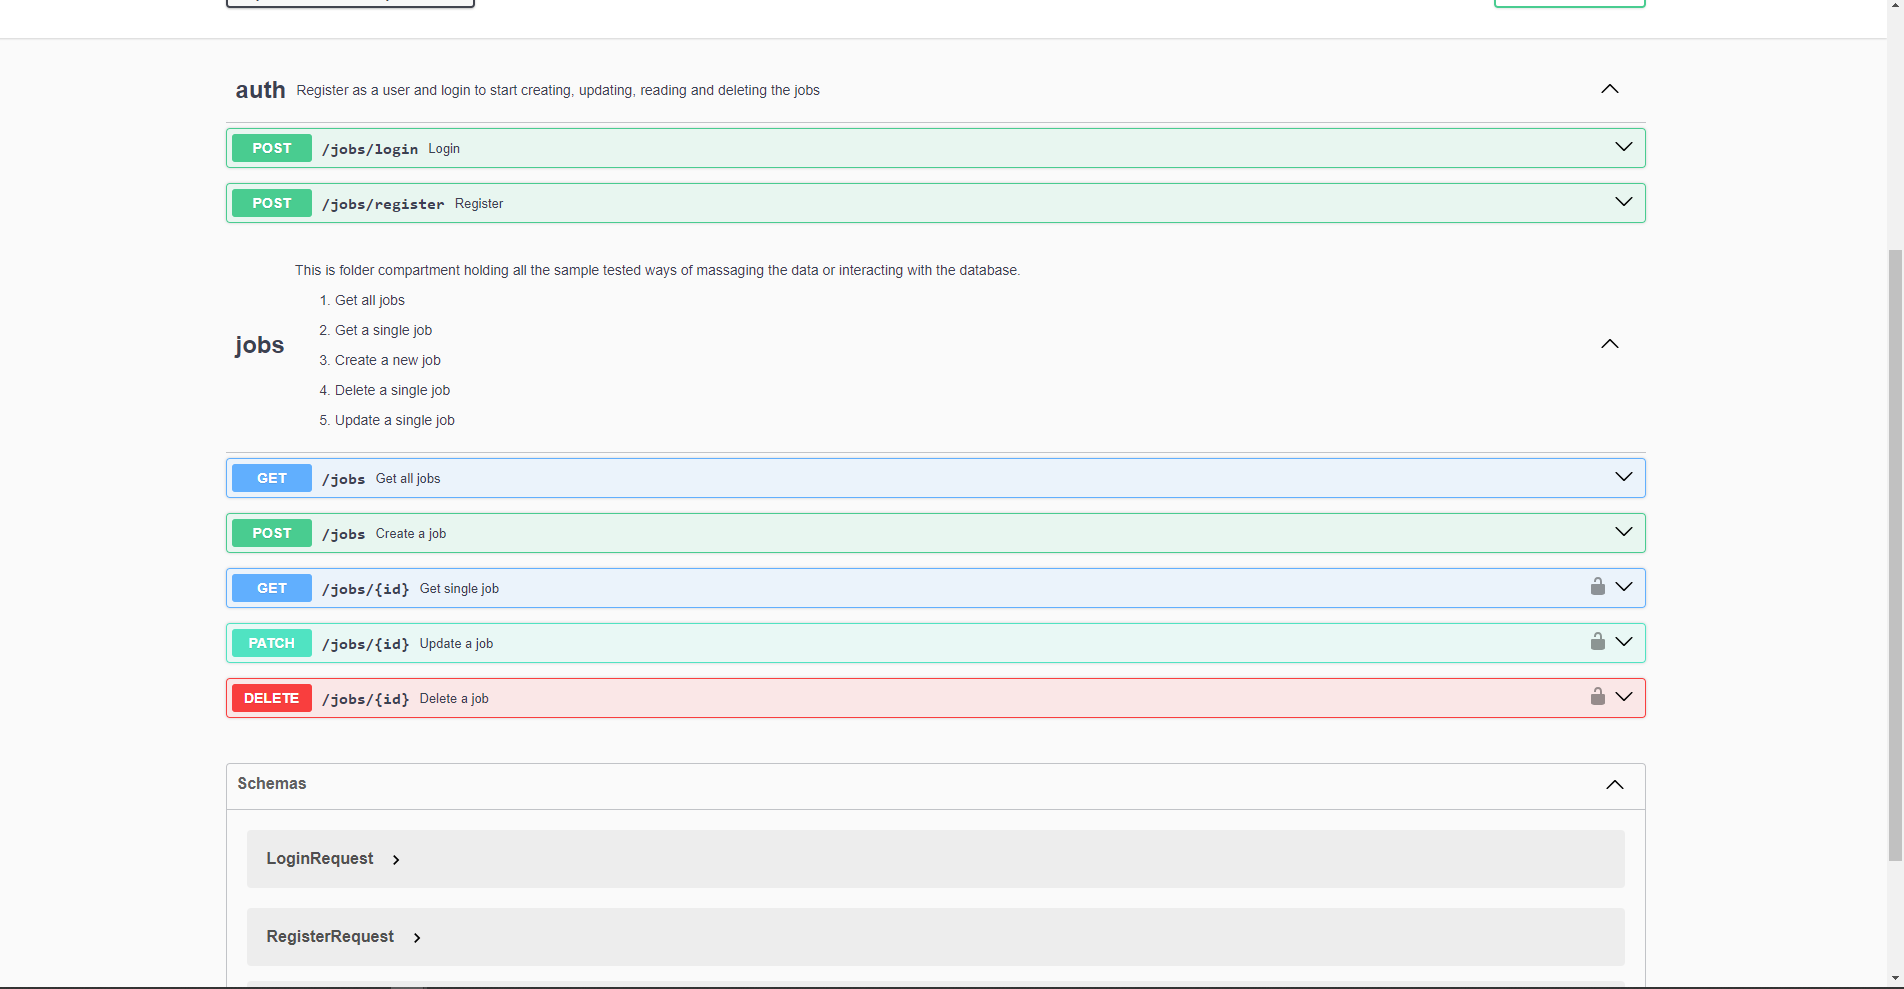 auth Register as a user and login to start creating, updating, reading and deleting the jobs
POST /jobs/login Login
POST /jobs/register Register
This is folder compartment holding all the sample tested ways of massaging the data or interacting with the database.
1. Get all jobs
2. Get a single job
jobs
3. Create a new job
4. Delete a single job
5. Update a single job
GET /jobs Get all jobs
POST /jobs Create a job
GET /jobs/{id} Get single job
PATCH /jobs/{id} Update a job
DELETE /jobs/{id} Delete a job
Schemas
LoginRequest
RegisterRequest